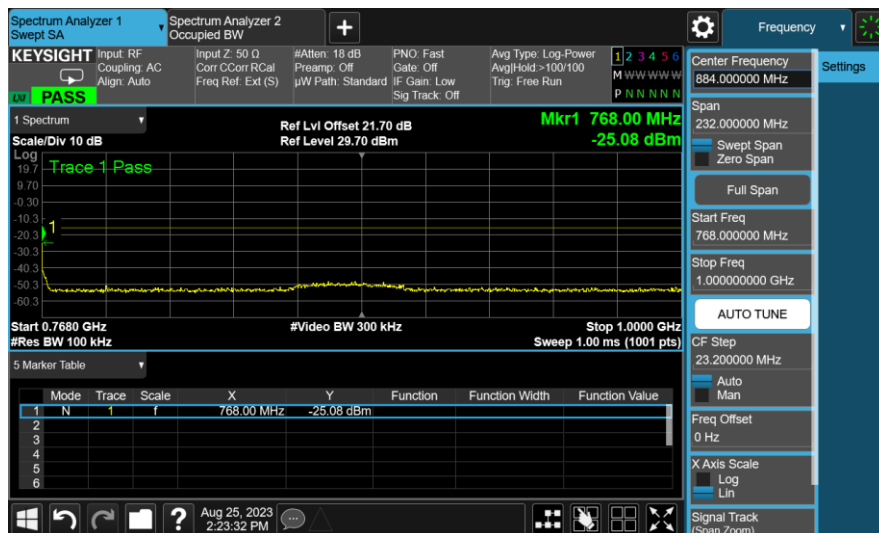 Spectrum Analyzer 1
Swept SA
Spectrum Analyzer 2
Occupied BW
+
Frequency
KEYSIGHT
Input: RF
Coupling: AC
Align: Auto
Input Z: 50 Ω
Corr CCorr RCal
Freq Ref: Ext (S)
#Atten: 18 dB
Preamp: Off
µW Path: Standard
PNO: Fast
Gate: Off
IF Gain: Low
Sig Track: Off
Avg Type: Log-Power
Avg|Hold:>100/100
Trig: Free Run
1 2 3 4 5 6
M W W W W W
P N N N N N
LXI PASS
1 Spectrum
Scale/Div 10 dB
Ref Lvl Offset 21.70 dB
Ref Level 29.70 dBm
Mkr1 768.00 MHz
-25.08 dBm
Log
Trace 1 Pass
19.7
9.70
-0.30
-10.3
-20.3
-30.3
-40.3
-50.3
-60.3
1
Start 0.7680 GHz
#Res BW 100 kHz
#Video BW 300 kHz
Stop 1.0000 GHz
Sweep 1.00 ms (1001 pts)
5 Marker Table
Mode Trace Scale X Y Function Function Width Function Value
1 N 1 f 768.00 MHz -25.08 dBm
2
3
4
5
6
Aug 25, 2023
2:23:32 PM
?
Center Frequency
884.000000 MHz
Settings
Span
232.000000 MHz
Swept Span
Zero Span
Full Span
Start Freq
768.000000 MHz
Stop Freq
1.000000000 GHz
AUTO TUNE
CF Step
23.200000 MHz
Auto
Man
Freq Offset
0 Hz
X Axis Scale
Log
Lin
Signal Track
(Span Zoom)